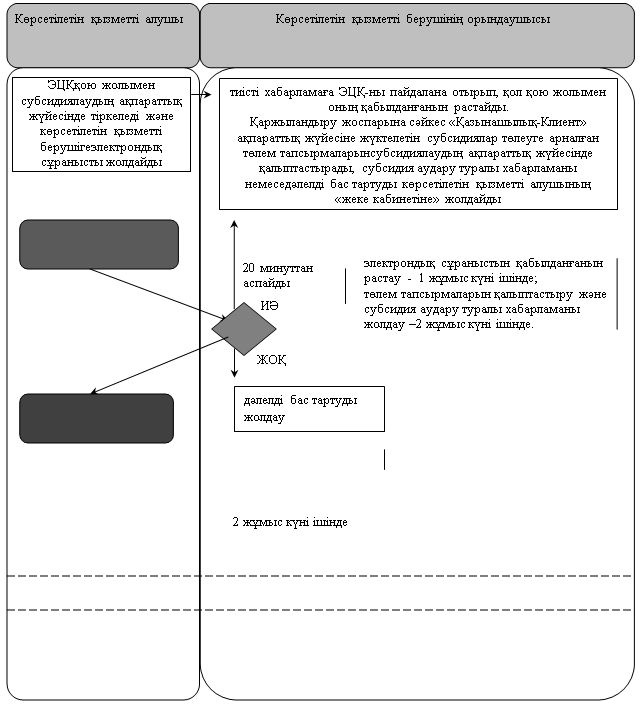 Көрсетілетін қызметті алушы
Көрсетілетін қызметті берушінің орындаушысы
ЭЦҚқою жолымен
субсидиялаудың ақпараттық
жүйесінде тіркеледі және
көрсетілетін қызметті
берушігеэлектрондық
сұранысты жолдайды
тиісті хабарламаға ЭЦҚ-ны пайдалана отырып, қол қою жолымен
оның қабылданғанын растайды.
Қаржыландыру жоспарына сәйкес «Қазынашылық-Клиент»
ақпараттық жүйесіне жүктелетін субсидиялар төлеуге арналған
төлем тапсырмаларынсубсидиялаудың ақпараттық жүйесінде
қалыптастырады, субсидия аудару туралы хабарламаны
немеседәлелді бас тартуды көрсетілетін қызметті алушының
«жеке кабинетіне» жолдайды
20 минуттан
аспайды
ИӘ
электрондық сұраныстың қабылданғанын
растау - 1 жұмыс күні ішінде;
төлем тапсырмаларын қалыптастыру және
субсидия аудару туралы хабарламаны
жолдау –2 жұмыс күні ішінде.
ЖОҚ
дәлелді бас тартуды
жолдау
2 жұмыс күні ішінде